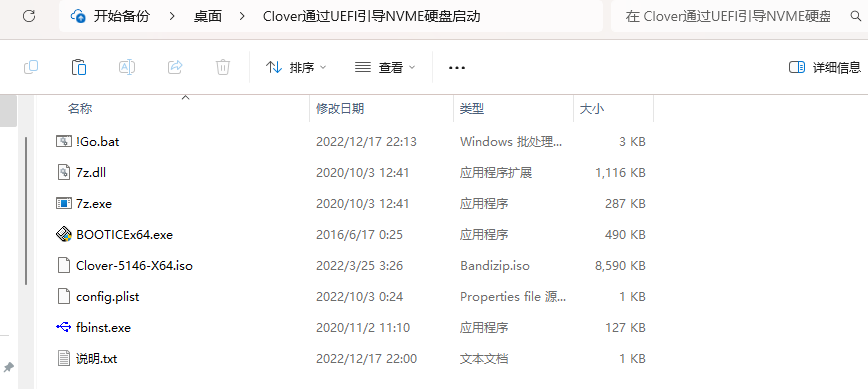 开始备份 > 桌面 > Clover通过UEFI引导NVME硬盘启动 在 Clover通过UEFI引导NVME硬盘
排序 查看 ... 详细信息
名称 修改日期 类型 大小
!Go.bat 2022/12/17 22:13 Windows 批处理... 3 KB
7z.dll 2020/10/3 12:41 应用程序扩展 1,116 KB
7z.exe 2020/10/3 12:41 应用程序 287 KB
BOOTICEx64.exe 2016/6/17 0:25 应用程序 490 KB
Clover-5146-X64.iso 2022/3/25 3:26 Bandizip.iso 8,590 KB
config.plist 2022/10/3 0:24 Properties file 源... 1 KB
fbinst.exe 2020/11/2 11:10 应用程序 127 KB
说明.txt 2022/12/17 22:00 文本文档 1 KB